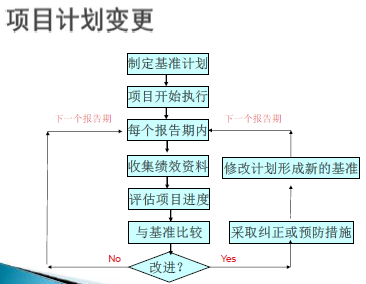 项目计划变更
制定基准计划
项目开始执行
下一个报告期
下一个报告期
每个报告期内
收集绩效资料
修改计划形成新的基准
评估项目进度
与基准比较
采取纠正或预防措施
No
改进？
Yes